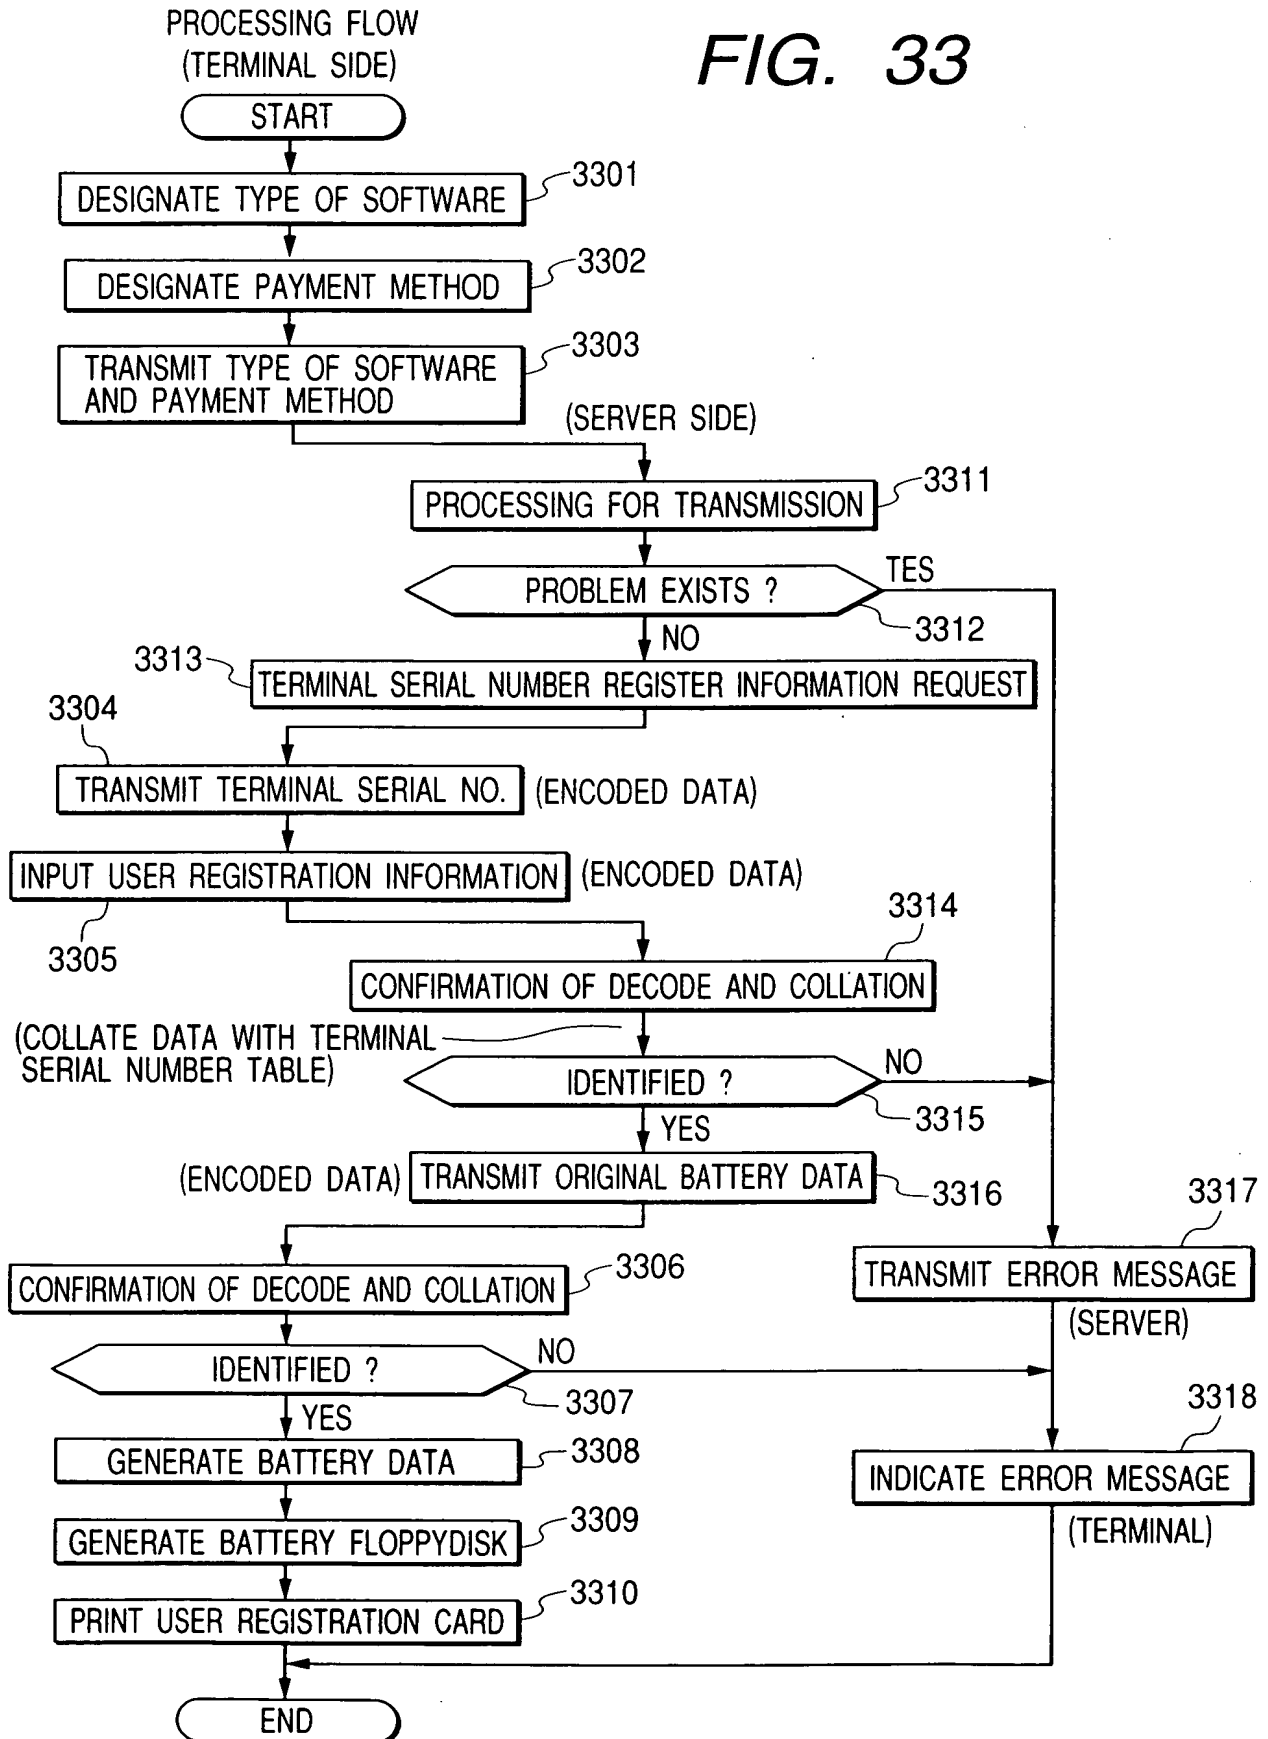 PROCESSING FLOW
(TERMINAL SIDE)
FIG. 33
START
3301
DESIGNATE TYPE OF SOFTWARE
3302
DESIGNATE PAYMENT METHOD
3303
TRANSMIT TYPE OF SOFTWARE
AND PAYMENT METHOD
(SERVER SIDE)
3311
PROCESSING FOR TRANSMISSION
PROBLEM EXISTS ?
TES
3312
NO
3313
TERMINAL SERIAL NUMBER REGISTER INFORMATION REQUEST
3304
TRANSMIT TERMINAL SERIAL NO.
(ENCODED DATA)
INPUT USER REGISTRATION INFORMATION
(ENCODED DATA)
3305
3314
CONFIRMATION OF DECODE AND COLLATION
(COLLATE DATA WITH TERMINAL
SERIAL NUMBER TABLE)
IDENTIFIED ?
NO
3315
YES
(ENCODED DATA)
TRANSMIT ORIGINAL BATTERY DATA
3316
3317
TRANSMIT ERROR MESSAGE
(SERVER)
3306
CONFIRMATION OF DECODE AND COLLATION
IDENTIFIED ?
NO
3307
YES
3318
INDICATE ERROR MESSAGE
(TERMINAL)
GENERATE BATTERY DATA
3308
GENERATE BATTERY FLOPPYDISK
3309
PRINT USER REGISTRATION CARD
3310
END